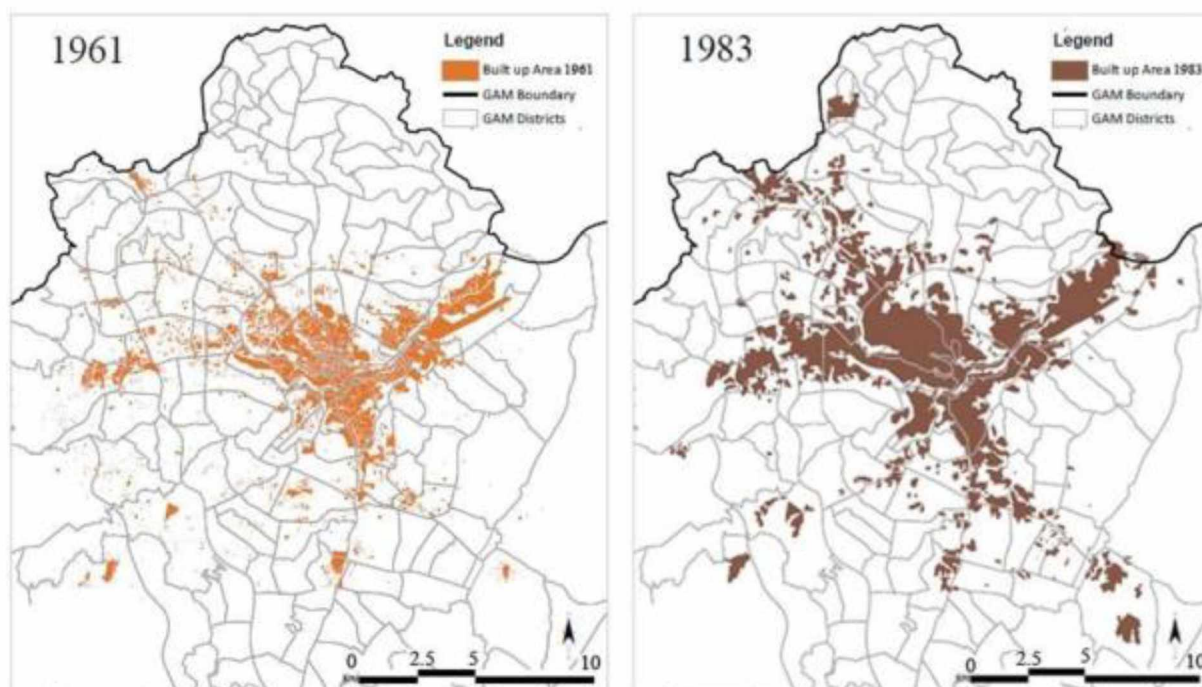 1961
Legend
Built up Area 1961
GAM Boundary
GAM Districts
0 2.5 5 10
1983
Legend
Built up Area 1983
GAM Boundary
GAM Districts
0 2.5 5 10